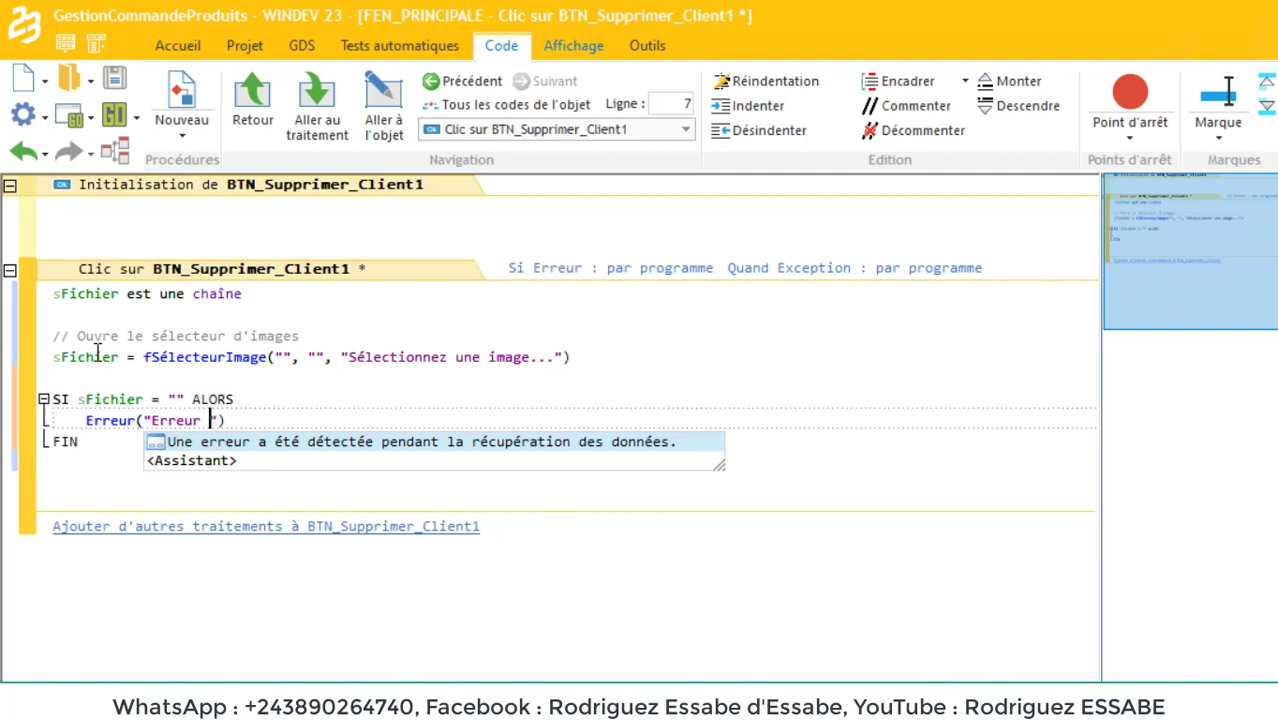 GestionCommandeProduits - WINDEV 23 - [FEN_PRINCIPALE - Clic sur BTN_Supprimer_Client1 *]
23
Accueil Projet GDS Tests automatiques Code Affichage Outils
Nouveau
Procédures
Retour
Aller au traitement
Aller à l'objet
Précédent Suivant
Tous les codes de l'objet Ligne : 7
Clic sur BTN_Supprimer_Client1
Navigation
Réindentation
Indenter
Désindenter
Encadrer
Commenter
Décommenter
Monter
Descendre
Edition
Point d'arrêt
Points d'arrêt
Marque
Marques
GO
GO
Ok Initialisation de BTN_Supprimer_Client1
Clic sur BTN_Supprimer_Client1 * Si Erreur : par programme Quand Exception : par programme
sFichier est une chaîne
// Ouvre le sélecteur d'images
sFichier = fSélecteurImage("", "", "Sélectionnez une image...")
SI sFichier = "" ALORS
Erreur("Erreur ")
FIN
Une erreur a été détectée pendant la récupération des données.
<Assistant>
Ajouter d'autres traitements à BTN_Supprimer_Client1
WhatsApp : +243890264740, Facebook : Rodriguez Essabe d'Essabe, YouTube : Rodriguez ESSABE